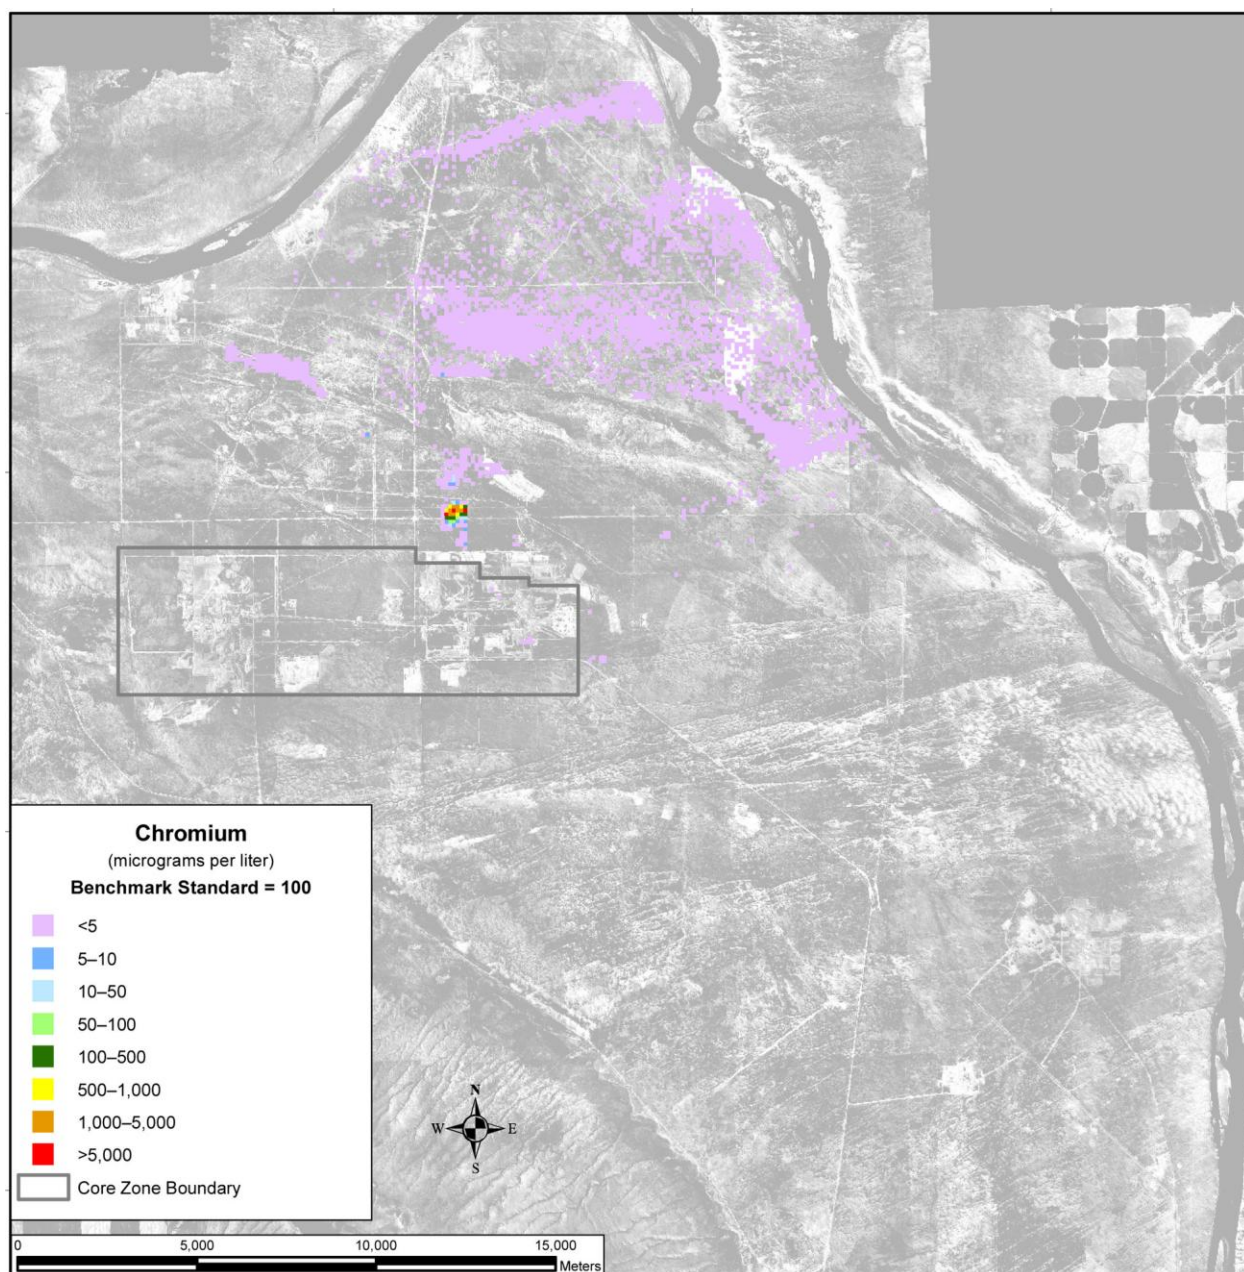 Chromium
(micrograms per liter)
Benchmark Standard = 100
<5
5–10
10–50
50–100
100–500
500–1,000
1,000–5,000
>5,000
Core Zone Boundary
N
W E
S
0 5,000 10,000 15,000
Meters